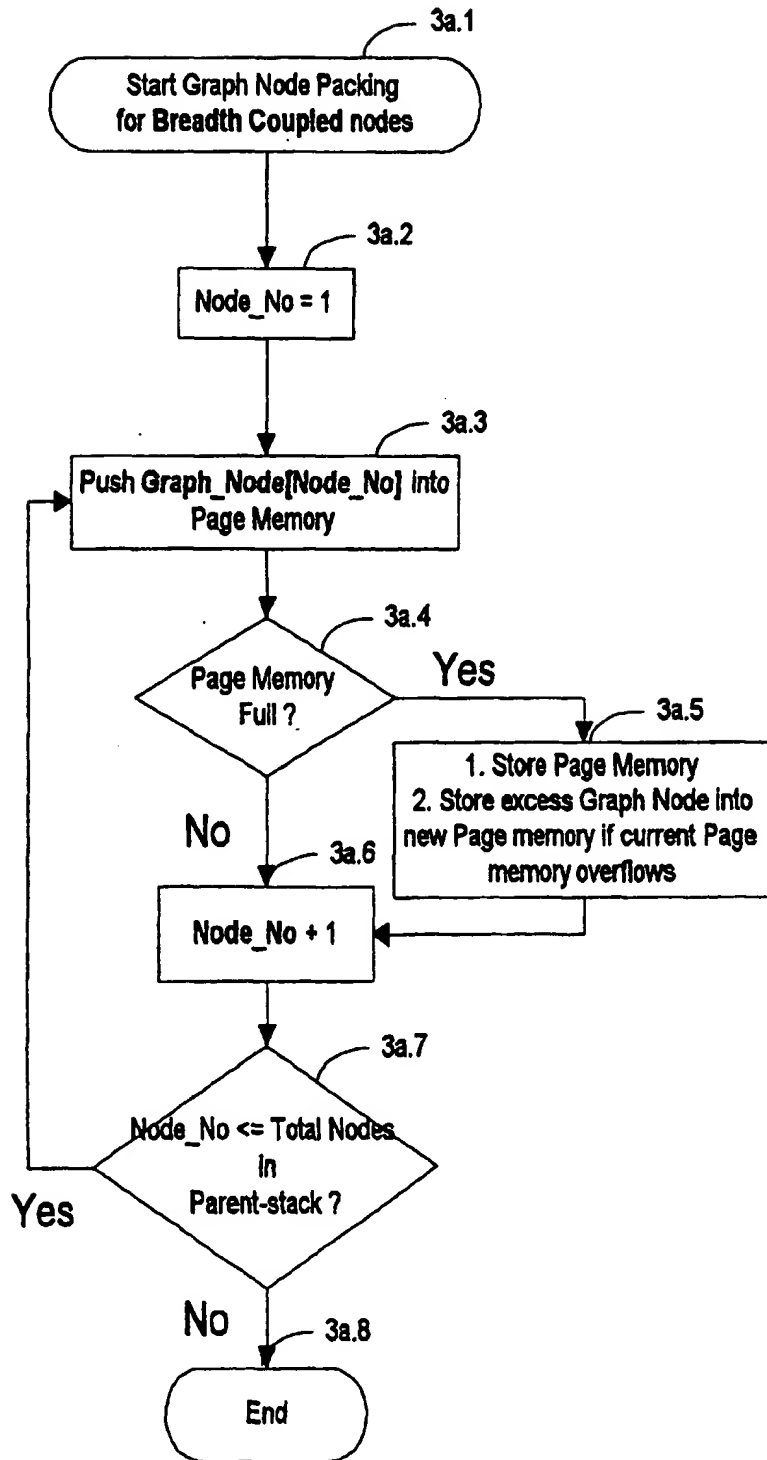 3a.1
Start Graph Node Packing
for Breadth Coupled nodes
3a.2
Node_No = 1
3a.3
Push Graph_Node[Node_No] into
Page Memory
3a.4
Page Memory
Full ?
Yes
3a.5
1. Store Page Memory
2. Store excess Graph Node into
new Page memory if current Page
memory overflows
No
3a.6
Node_No + 1
3a.7
Node_No <= Total Nodes
in
Parent-stack ?
Yes
No
3a.8
End